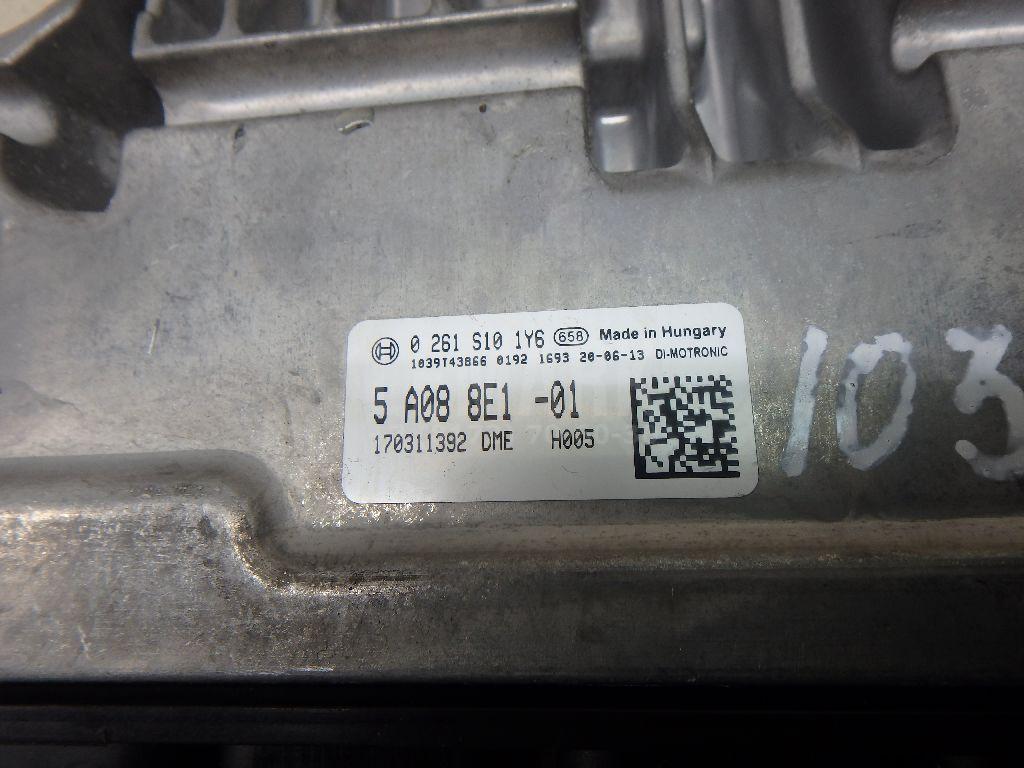 0 261 S10 1Y6 658 Made in Hungary
1039T43866 0192 1693 20-06-13 DI-MOTRONIC
5 A08 8E1 -01
170311392 DME H005
103